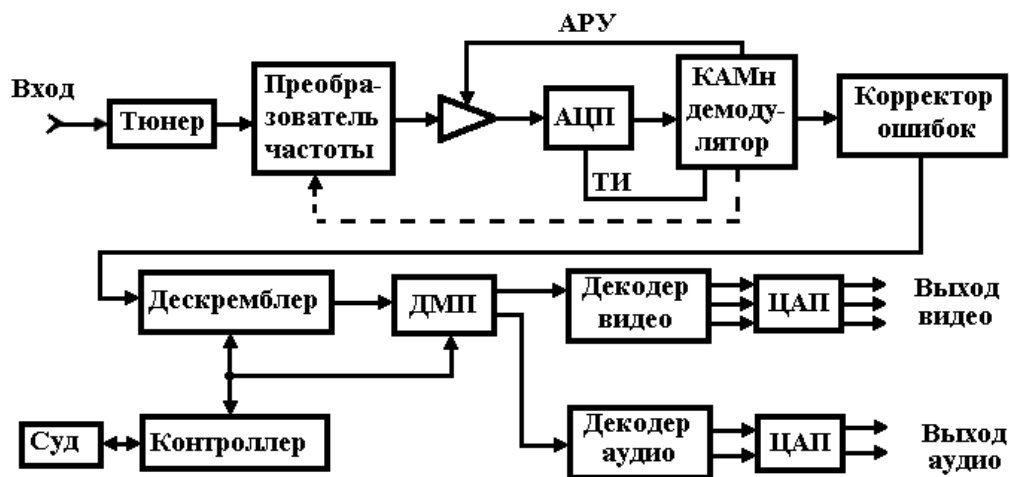 АРУ
Вход
Тюнер
Преобра-
зователь
частоты
АЦП
КАМн
демоду-
лятор
Корректор
ошибок
ТИ
Дескремблер
ДМП
Декодер
видео
ЦАП
Выход
видео
Суд
Контроллер
Декодер
аудио
ЦАП
Выход
аудио